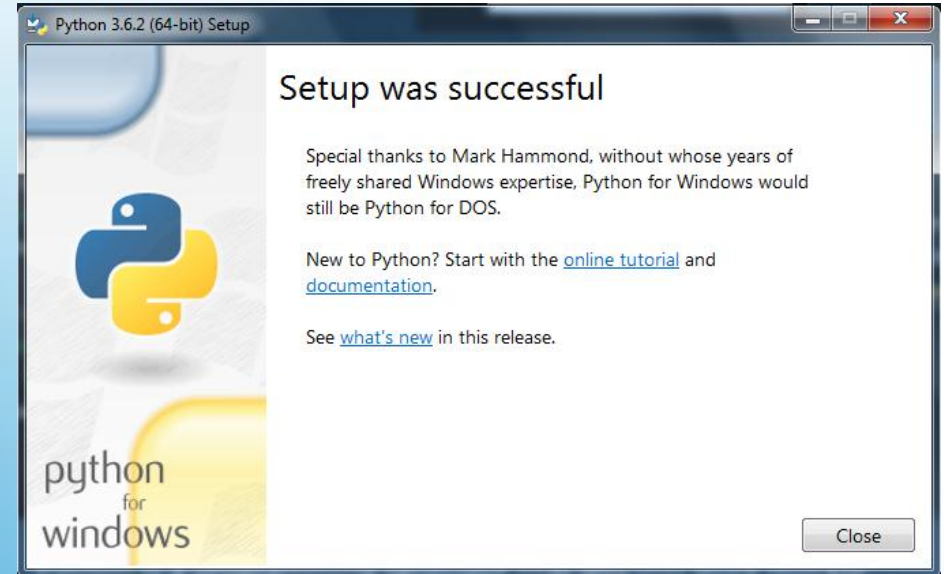 Python 3.6.2 (64-bit) Setup
Setup was successful
Special thanks to Mark Hammond, without whose years of
freely shared Windows expertise, Python for Windows would
still be Python for DOS.
New to Python? Start with the online tutorial and
documentation.
See what's new in this release.
python
for
windows
Close